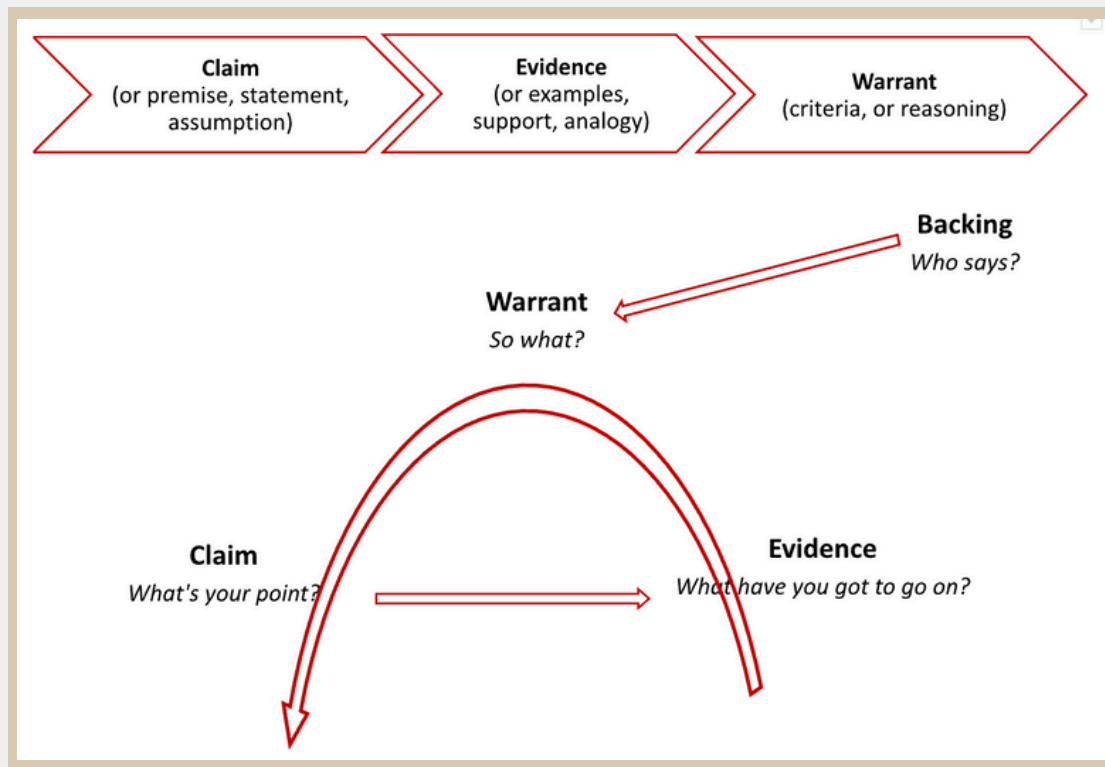 Claim
(or premise, statement,
assumption)
Evidence
(or examples,
support, analogy)
Warrant
(criteria, or reasoning)
Backing
Who says?
Warrant
So what?
Claim
What's your point?
Evidence
What have you got to go on?